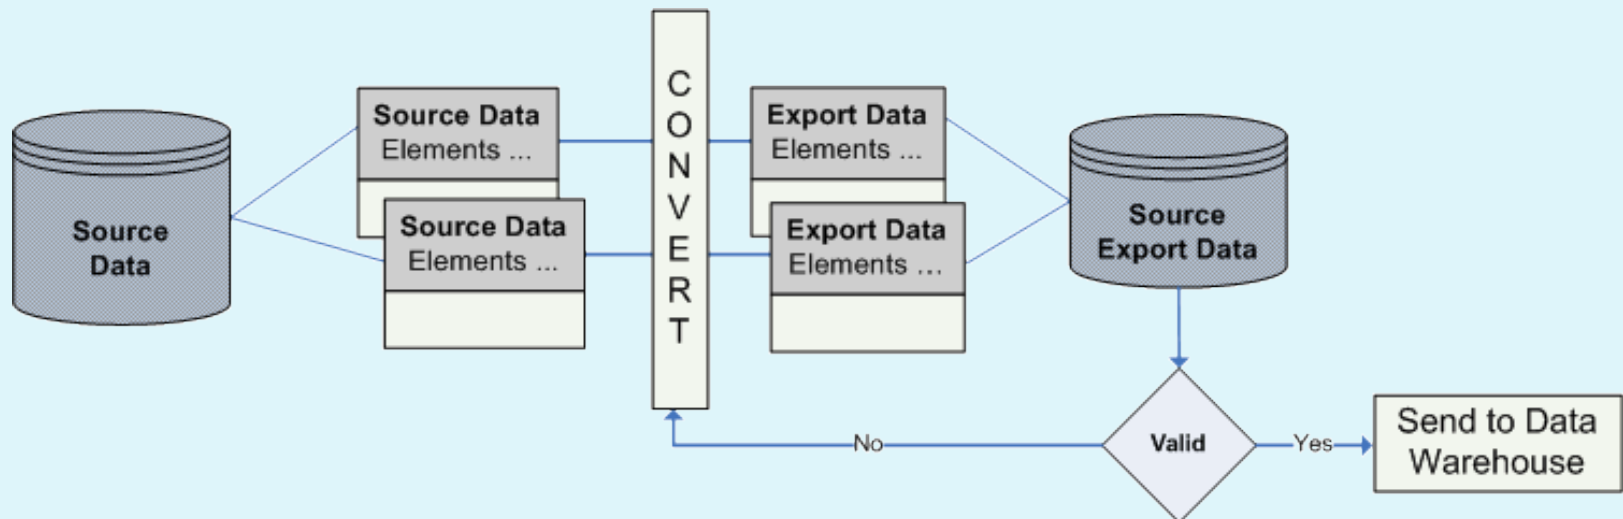 Source
Data
Source Data
Elements ...
Source Data
Elements ...
CONVERT
Export Data
Elements ...
Export Data
Elements ...
Source
Export Data
Valid
No
Yes
Send to Data
Warehouse